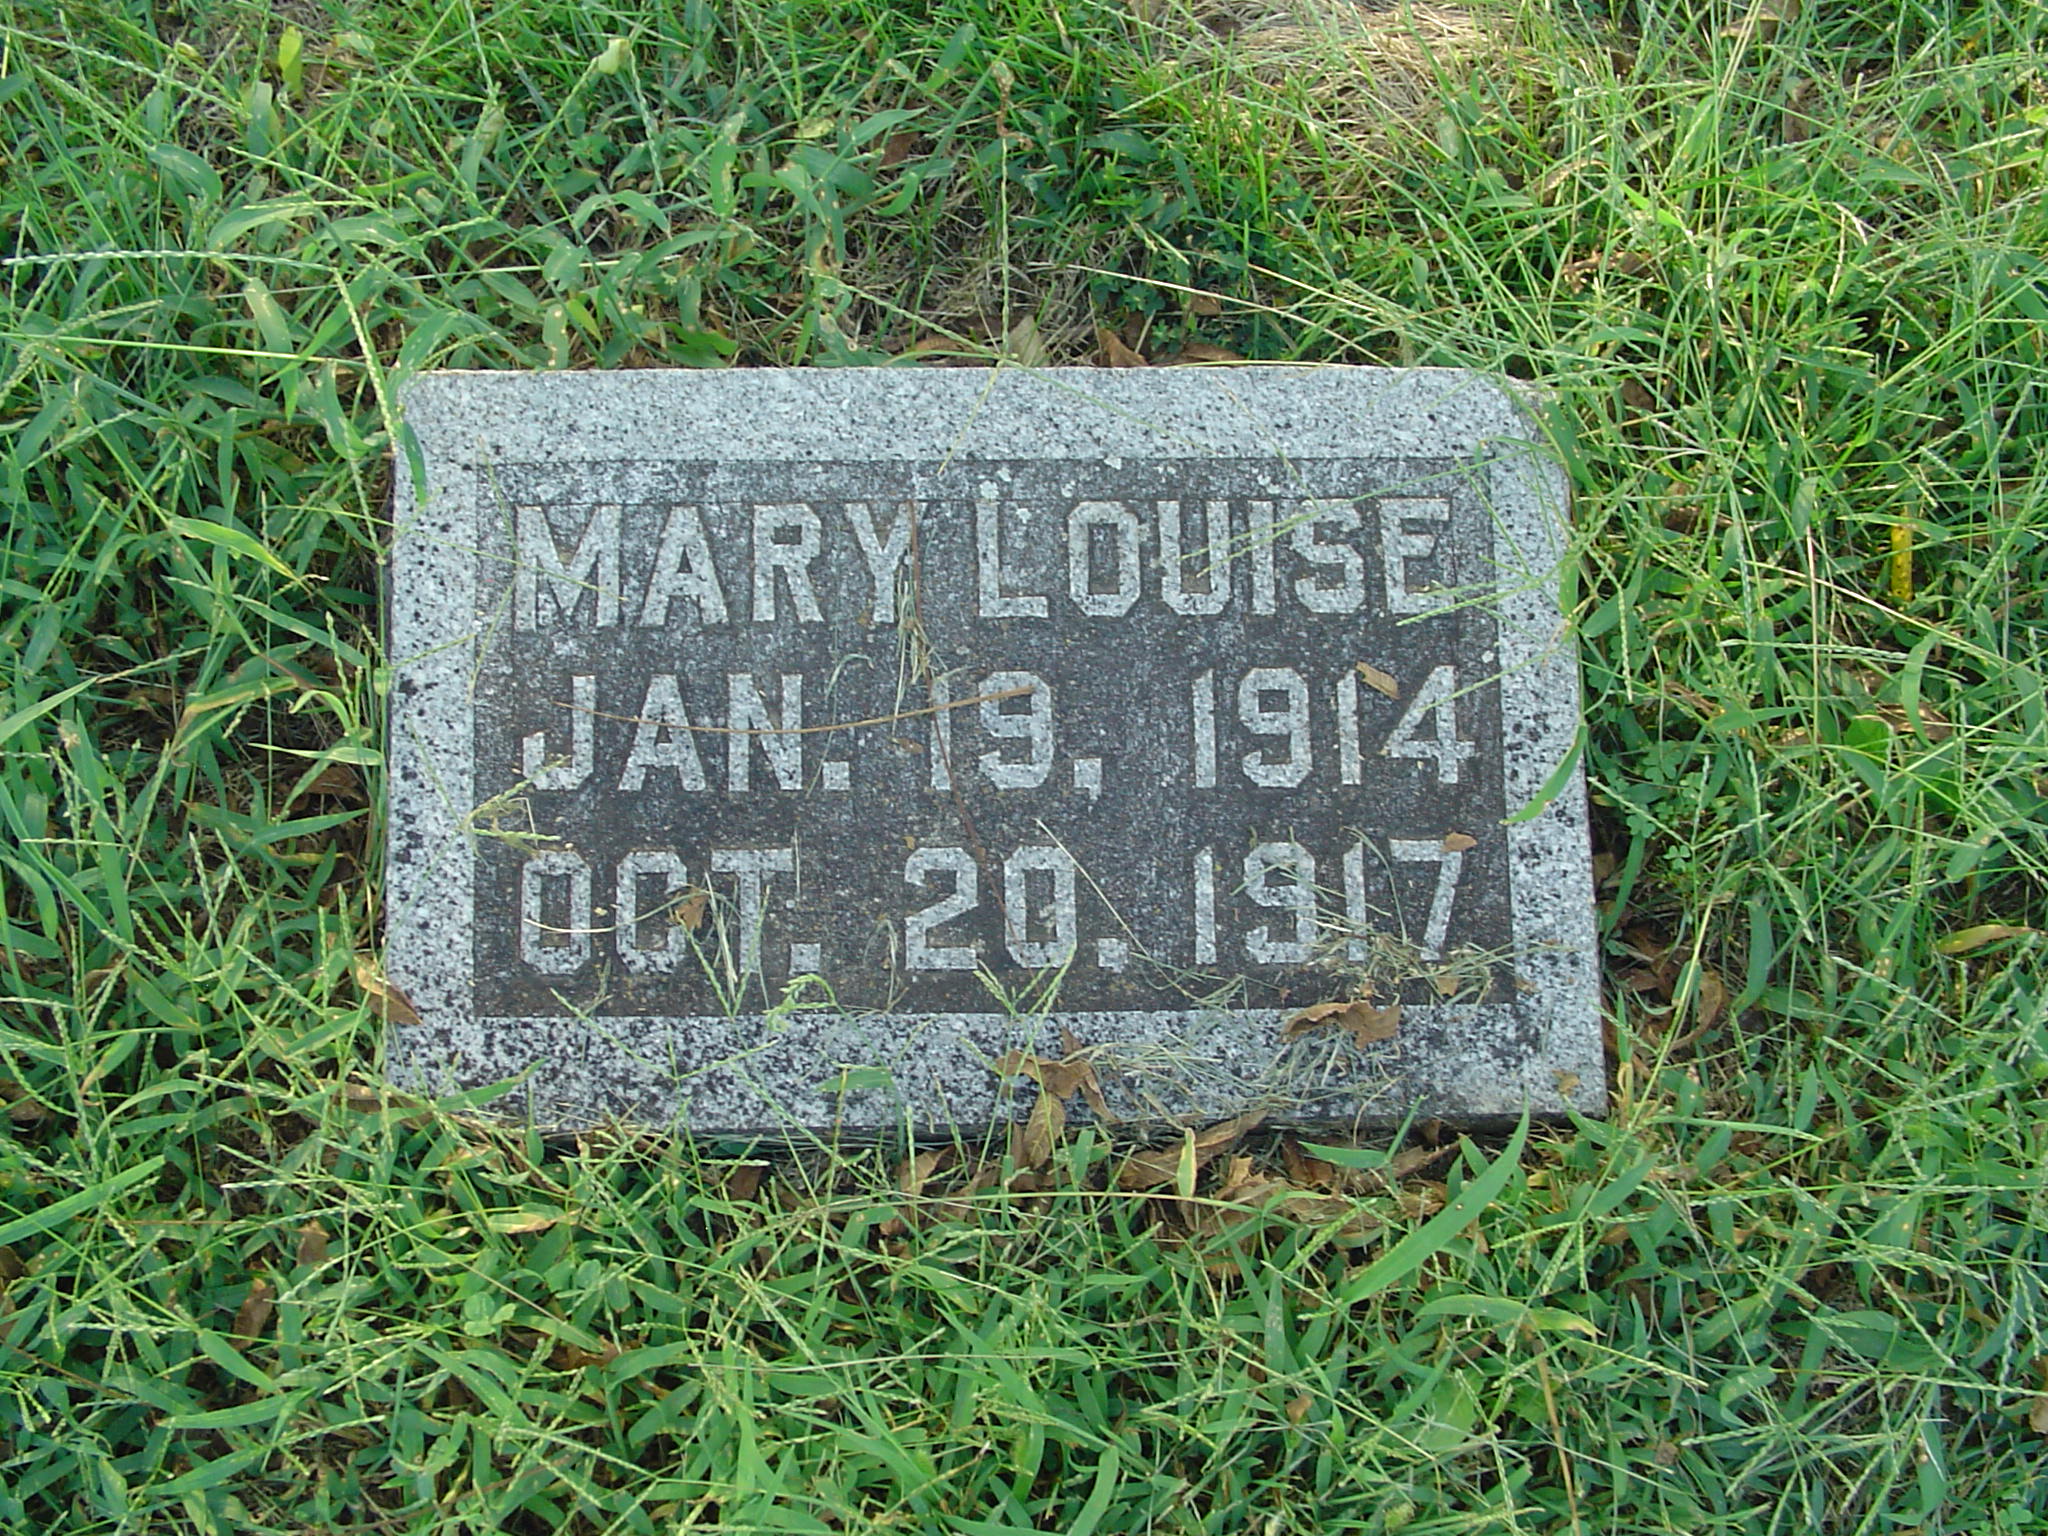 MARY LOUISE
JAN. 19, 1914
OCT. 20. 1917